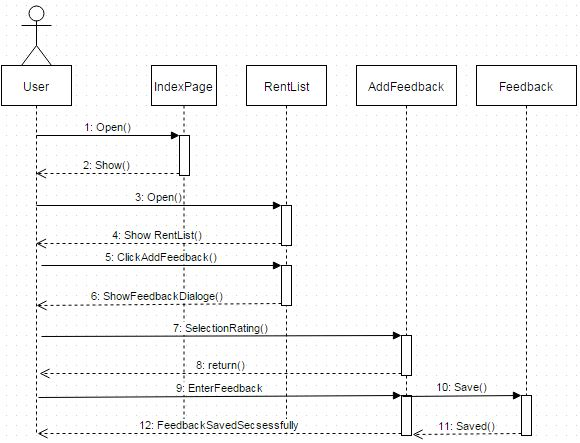 User
IndexPage
RentList
AddFeedback
Feedback
1: Open()
2: Show()
3: Open()
4: Show RentList()
5: ClickAddFeedback()
6: ShowFeedbackDialoge()
7: SelectionRating()
8: return()
9: EnterFeedback
10: Save()
11: Saved()
12: FeedbackSavedSecsessfully